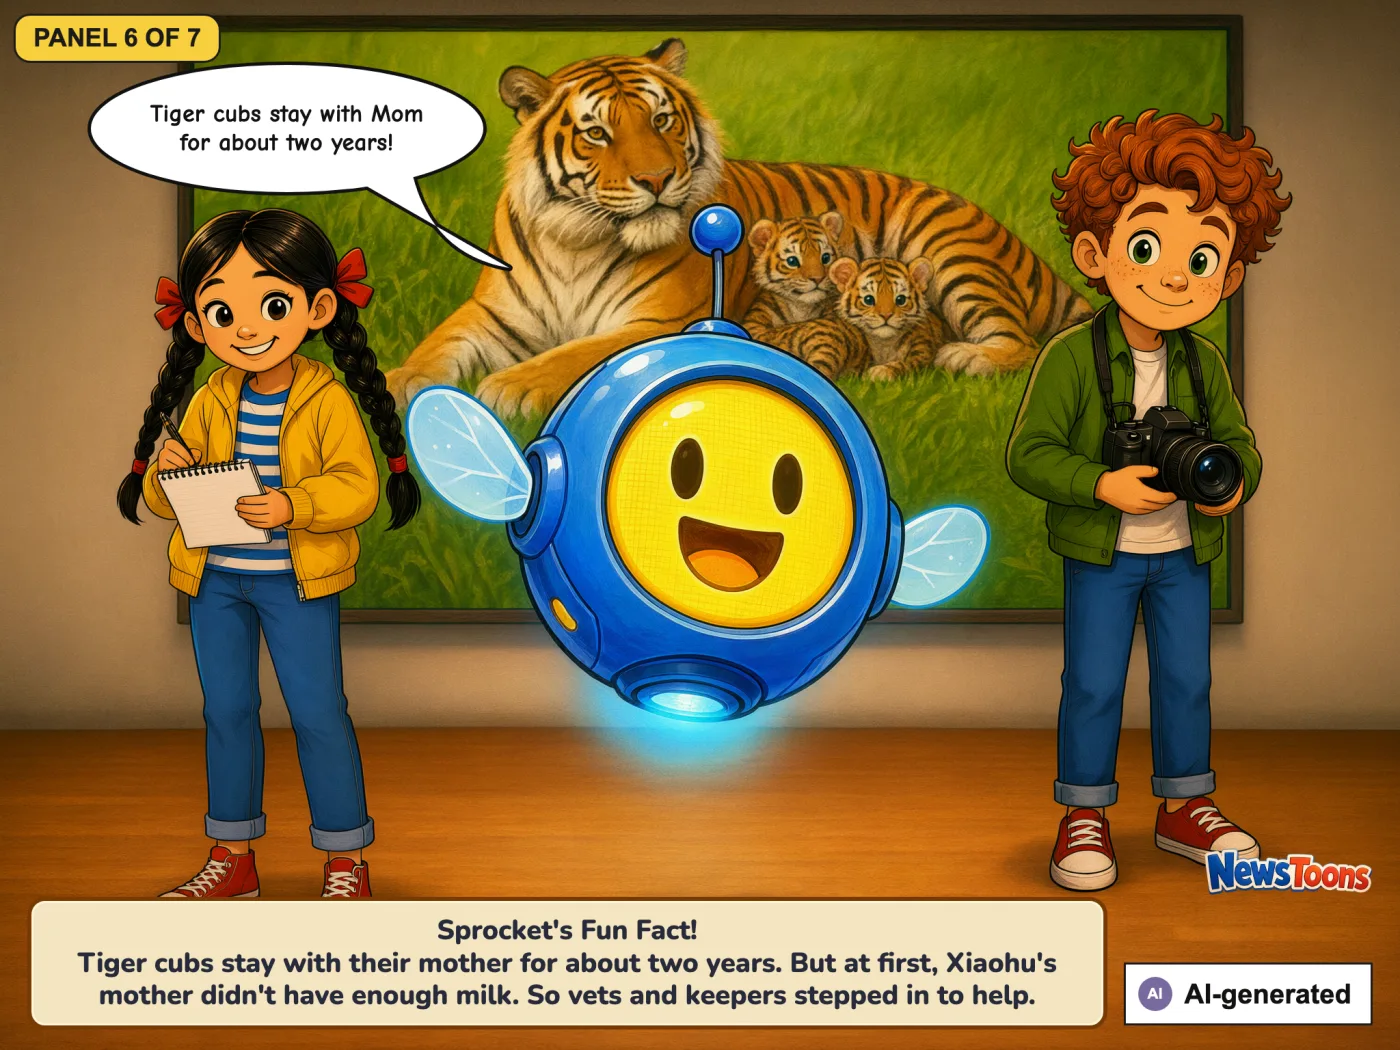 PANEL 6 OF 7
Tiger cubs stay with Mom
for about two years!
NewsToons
Sprocket's Fun Fact!
Tiger cubs stay with their mother for about two years. But at first, Xiaohu's
mother didn't have enough milk. So vets and keepers stepped in to help.
AI AI-generated